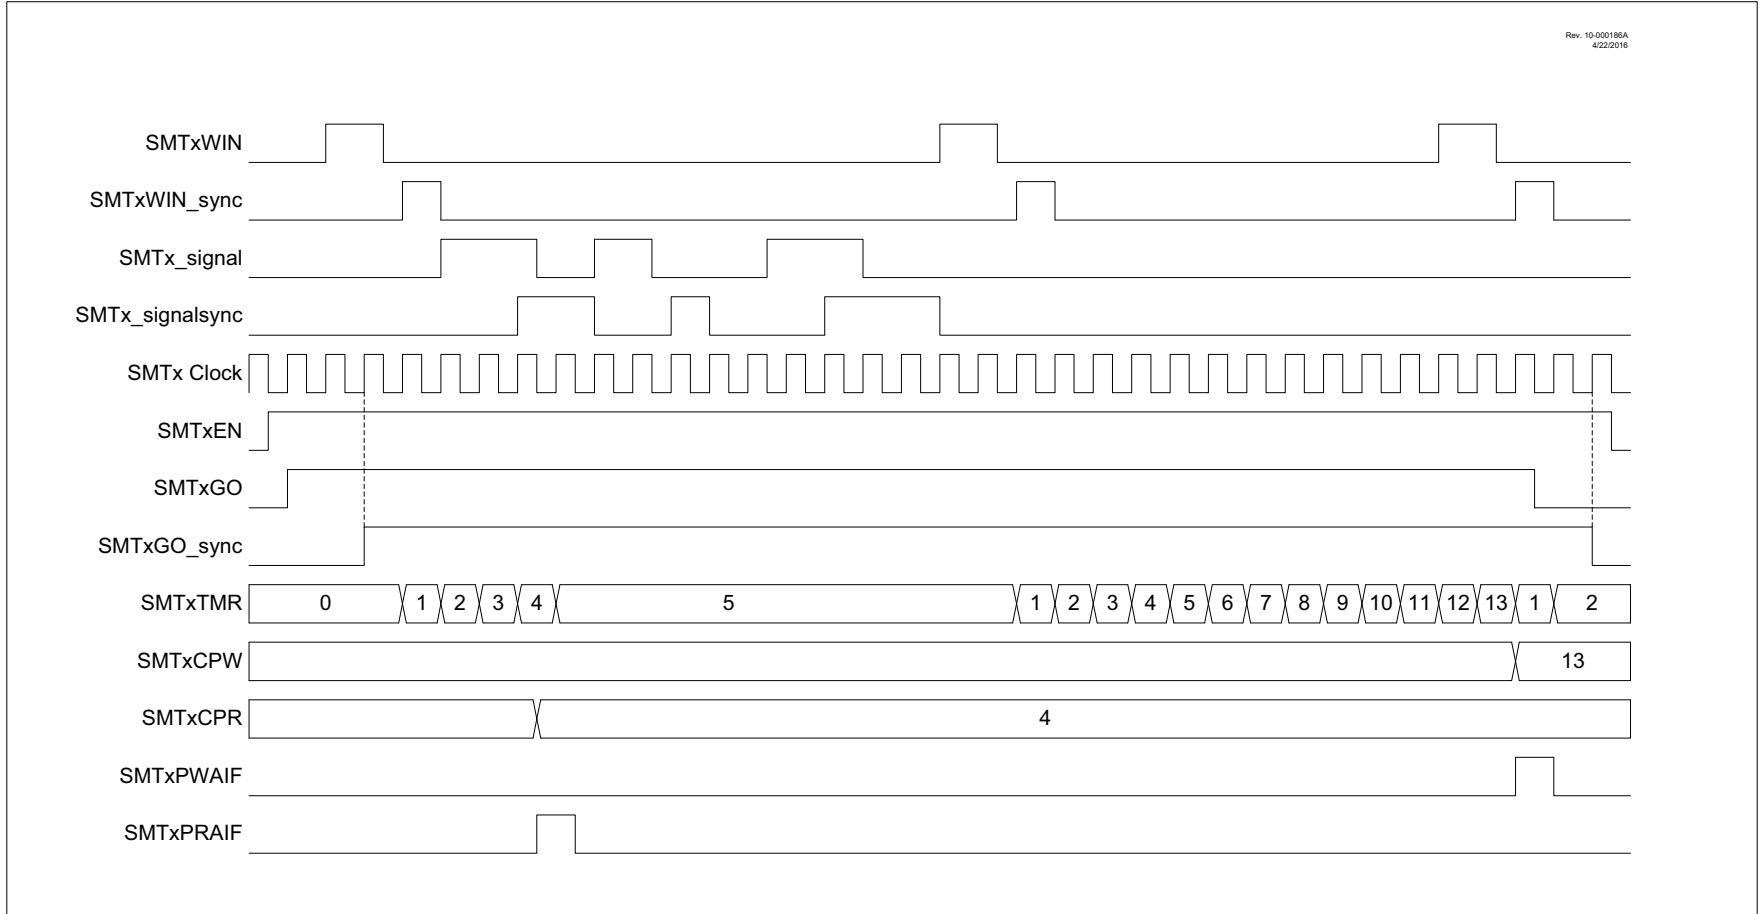 Rev. 10-000186A
4/22/2016
SMTxWIN
SMTxWIN_sync
SMTx_signal
SMTx_signalsync
SMTx Clock
SMTxEN
SMTxGO
SMTxGO_sync
SMTxTMR 0 1 2 3 4 5 1 2 3 4 5 6 7 8 9 10 11 12 13 1 2
SMTxCPW 13
SMTxCPR 4
SMTxPWAIF
SMTxPRAIF